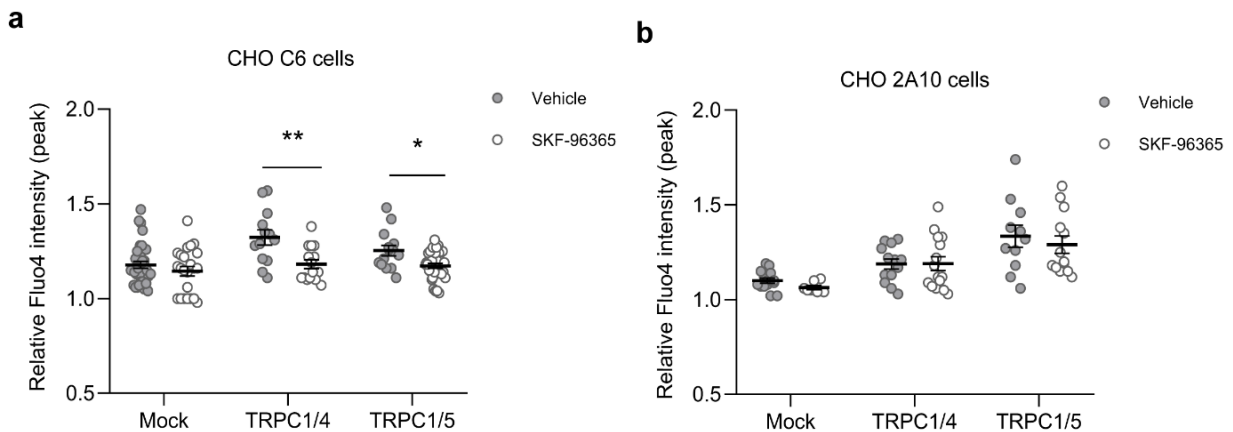 a
CHO C6 cells
Vehicle
SKF-96365
Relative Fluo4 intensity (peak)
2.0
1.5
1.0
0.5
**
*
Mock
TRPC1/4
TRPC1/5
b
CHO 2A10 cells
Vehicle
SKF-96365
Relative Fluo4 intensity (peak)
2.0
1.5
1.0
0.5
Mock
TRPC1/4
TRPC1/5